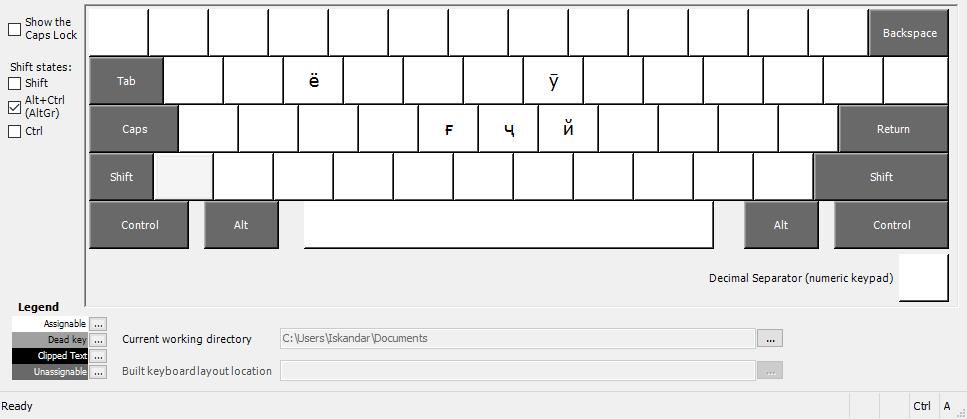 Show the
Caps Lock
Backspace
Shift states:
Tab
ё
ӯ
Shift
Alt+Ctrl
(AltGr)
Ctrl
Caps
ғ
ҷ
й
Return
Shift
Shift
Control
Alt
Alt
Control
Decimal Separator (numeric keypad)
Legend
Assignable ...
Dead key ...
Clipped Text ...
Unassignable ...
Current working directory
C:\Users\Iskandar\Documents
...
Built keyboard layout location
...
Ready
Ctrl
A